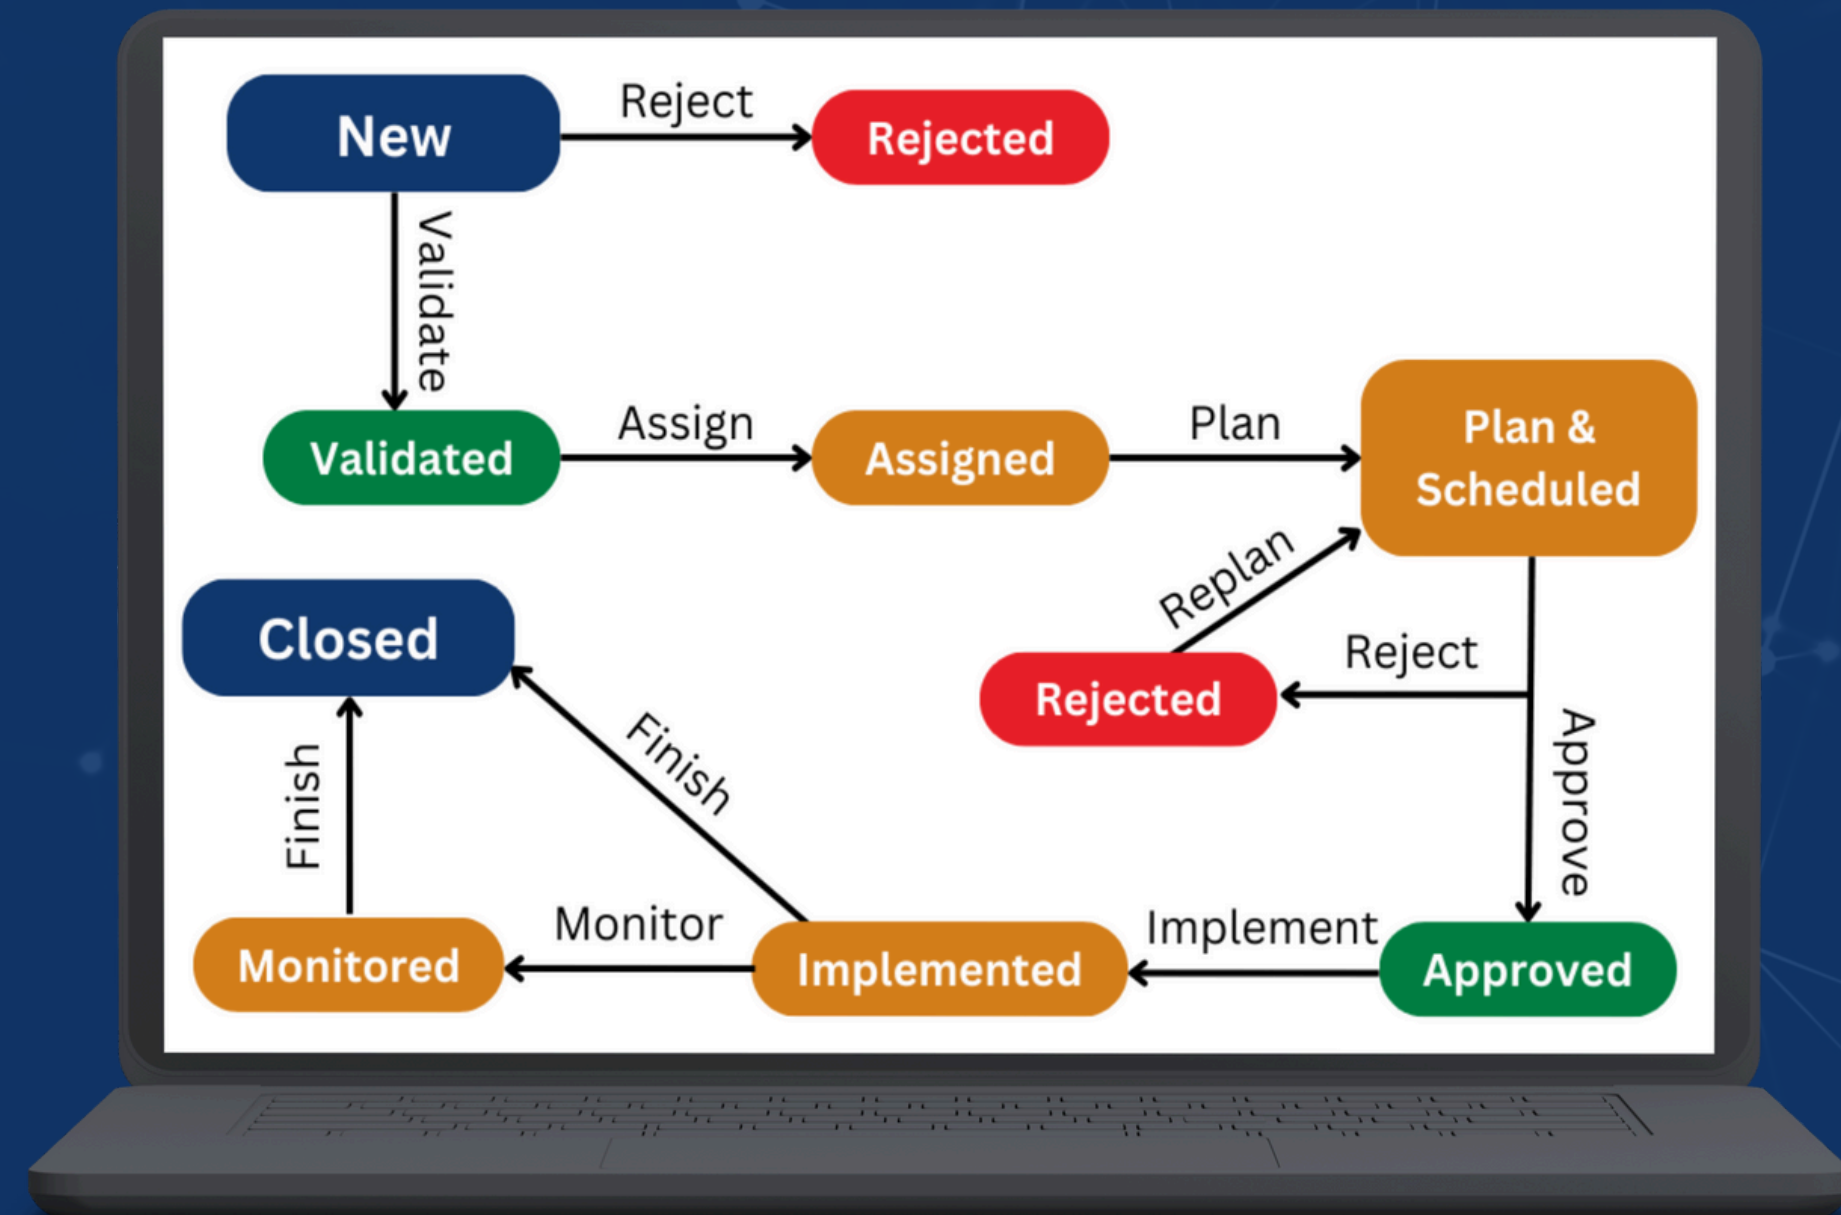 New
Reject
Rejected
Validate
Validated
Assign
Assigned
Plan
Plan &
Scheduled
Replan
Closed
Rejected
Reject
Finish
Finish
Approve
Monitored
Monitor
Implemented
Implement
Approved